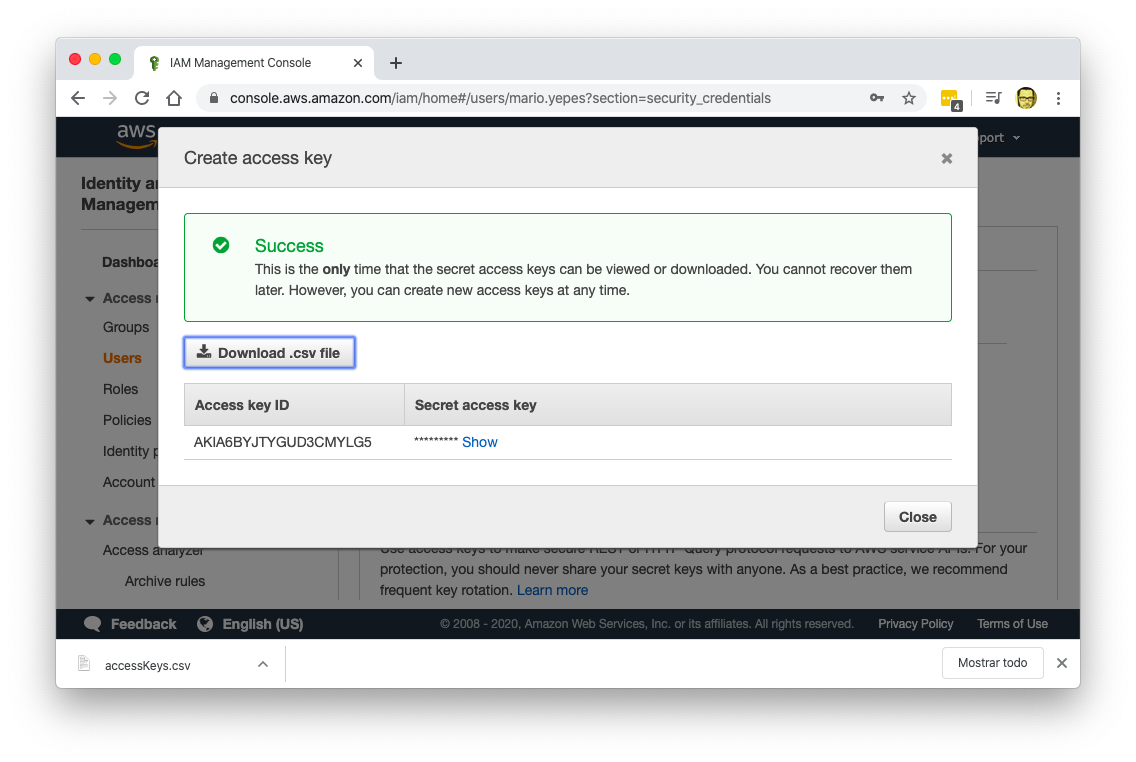 IAM Management Console
console.aws.amazon.com/iam/home#/users/mario.yepes?section=security_credentials
4
aws
port
Create access key
Identity a
Managem
Success
This is the only time that the secret access keys can be viewed or downloaded. You cannot recover them
later. However, you can create new access keys at any time.
Dashboa
Access
Groups
Users
Roles
Policies
Identity p
Account
Access
Access analyzer
Archive rules
Download .csv file
Access key ID Secret access key
AKIA6BYJTYGUD3CMYLG5 ********* Show
Close
Use access keys to make secure REST or HTTP Query protocol requests to AWS service APIs. For your
protection, you should never share your secret keys with anyone. As a best practice, we recommend
frequent key rotation. Learn more
Feedback English (US) © 2008 - 2020, Amazon Web Services, Inc. or its affiliates. All rights reserved. Privacy Policy Terms of Use
accessKeys.csv Mostrar todo